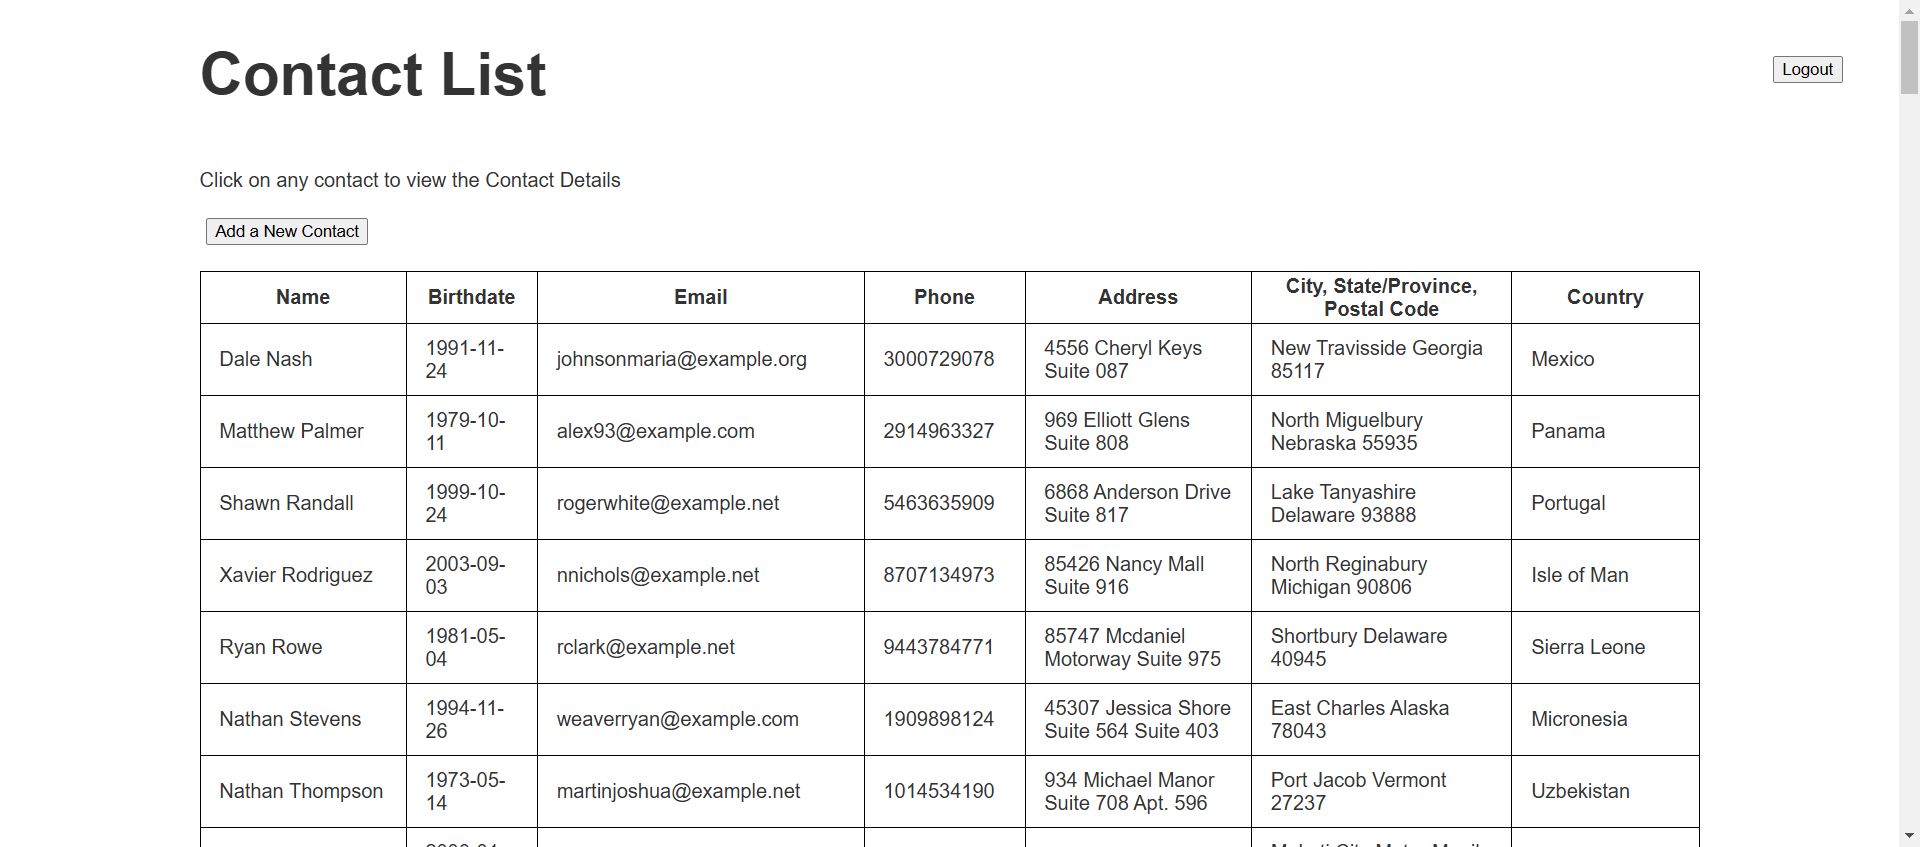 Contact List
Logout
Click on any contact to view the Contact Details
Add a New Contact
Name Birthdate Email Phone Address City, State/Province, Postal Code Country
Dale Nash 1991-11-24 johnsonmaria@example.org 3000729078 4556 Cheryl Keys Suite 087 New Travisside Georgia 85117 Mexico
Matthew Palmer 1979-10-11 alex93@example.com 2914963327 969 Elliott Glens Suite 808 North Miguelbury Nebraska 55935 Panama
Shawn Randall 1999-10-24 rogerwhite@example.net 5463635909 6868 Anderson Drive Suite 817 Lake Tanyashire Delaware 93888 Portugal
Xavier Rodriguez 2003-09-03 nnichols@example.net 8707134973 85426 Nancy Mall Suite 916 North Reginabury Michigan 90806 Isle of Man
Ryan Rowe 1981-05-04 rclark@example.net 9443784771 85747 Mcdaniel Motorway Suite 975 Shortbury Delaware 40945 Sierra Leone
Nathan Stevens 1994-11-26 weaverryan@example.com 1909898124 45307 Jessica Shore Suite 564 Suite 403 East Charles Alaska 78043 Micronesia
Nathan Thompson 1973-05-14 martinjoshua@example.net 1014534190 934 Michael Manor Suite 708 Apt. 596 Port Jacob Vermont 27237 Uzbekistan